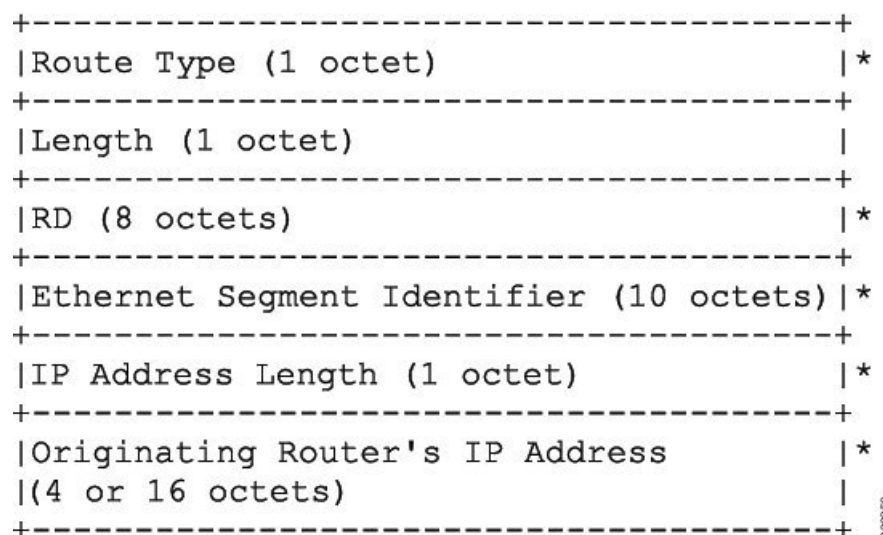 +---------------------------------------+
|Route Type (1 octet) |*
+---------------------------------------+
|Length (1 octet) |
+---------------------------------------+
|RD (8 octets) |*
+---------------------------------------+
|Ethernet Segment Identifier (10 octets)|*
+---------------------------------------+
|IP Address Length (1 octet) |*
+---------------------------------------+
|Originating Router's IP Address |*
|(4 or 16 octets) |
+---------------------------------------+